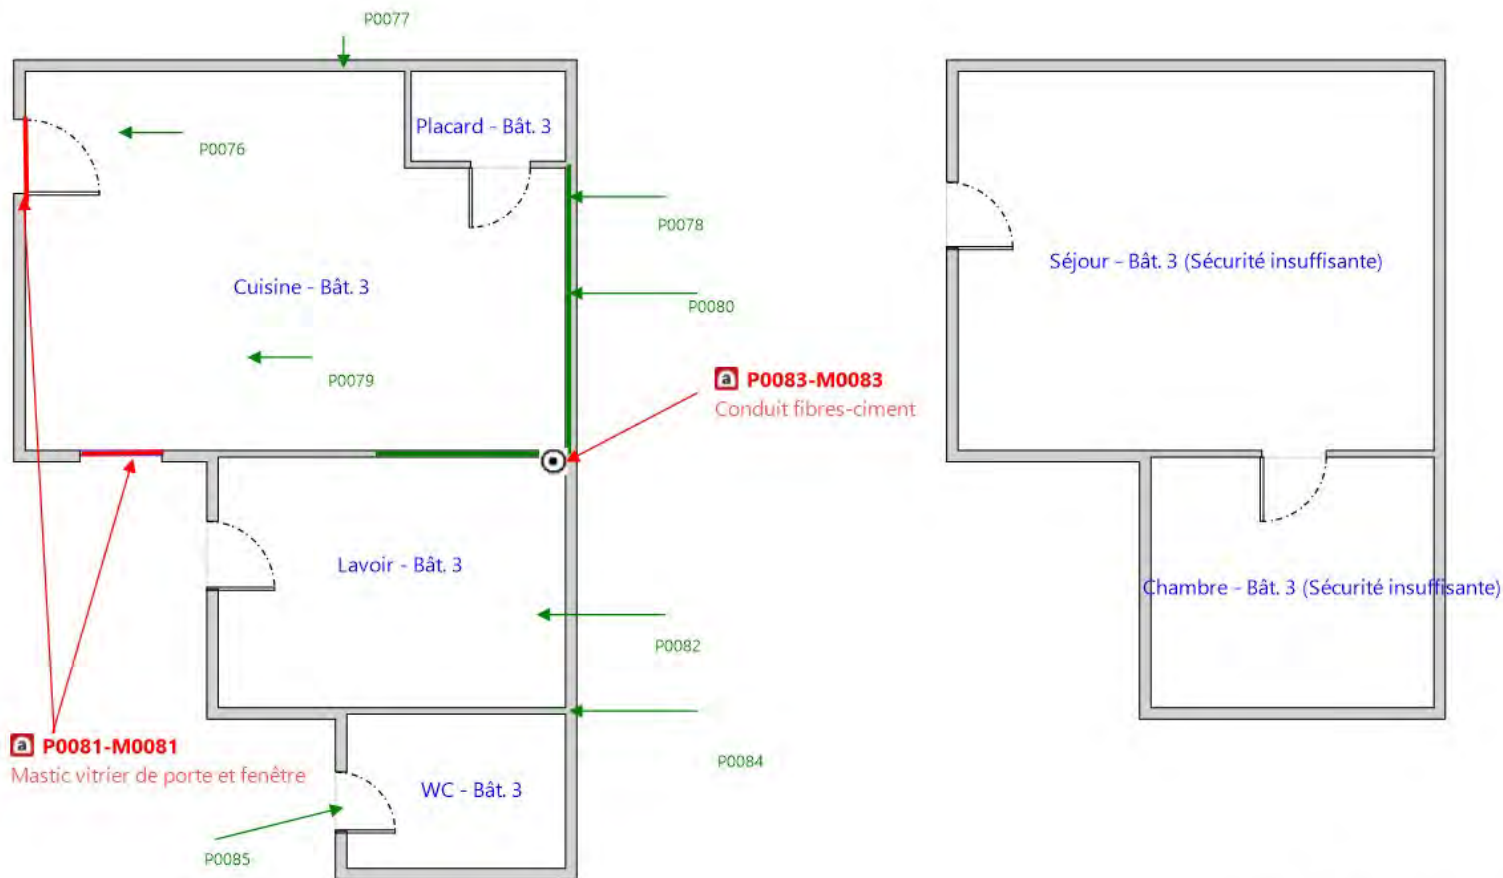 P0077
Placard - Bât. 3
P0076
P0078
Cuisine - Bât. 3
P0080
P0079
a P0083-M0083
Conduit fibres-ciment
Lavoir - Bât. 3
P0082
a P0081-M0081
Mastic vitrier de porte et fenêtre
P0084
WC - Bât. 3
P0085
Séjour - Bât. 3 (Sécurité insuffisante)
Chambre - Bât. 3 (Sécurité insuffisante)